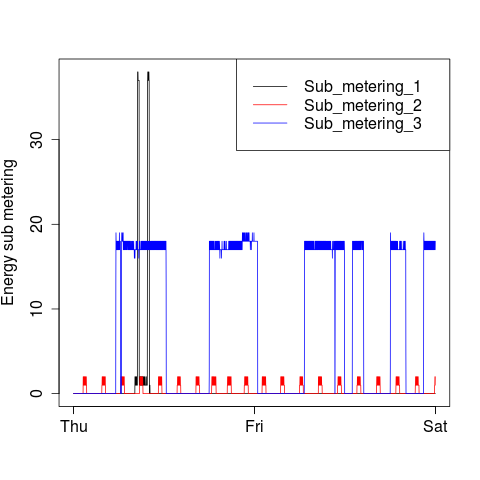 Sub_metering_1
Sub_metering_2
Sub_metering_3
Energy sub metering
30
20
10
0
Thu Fri Sat